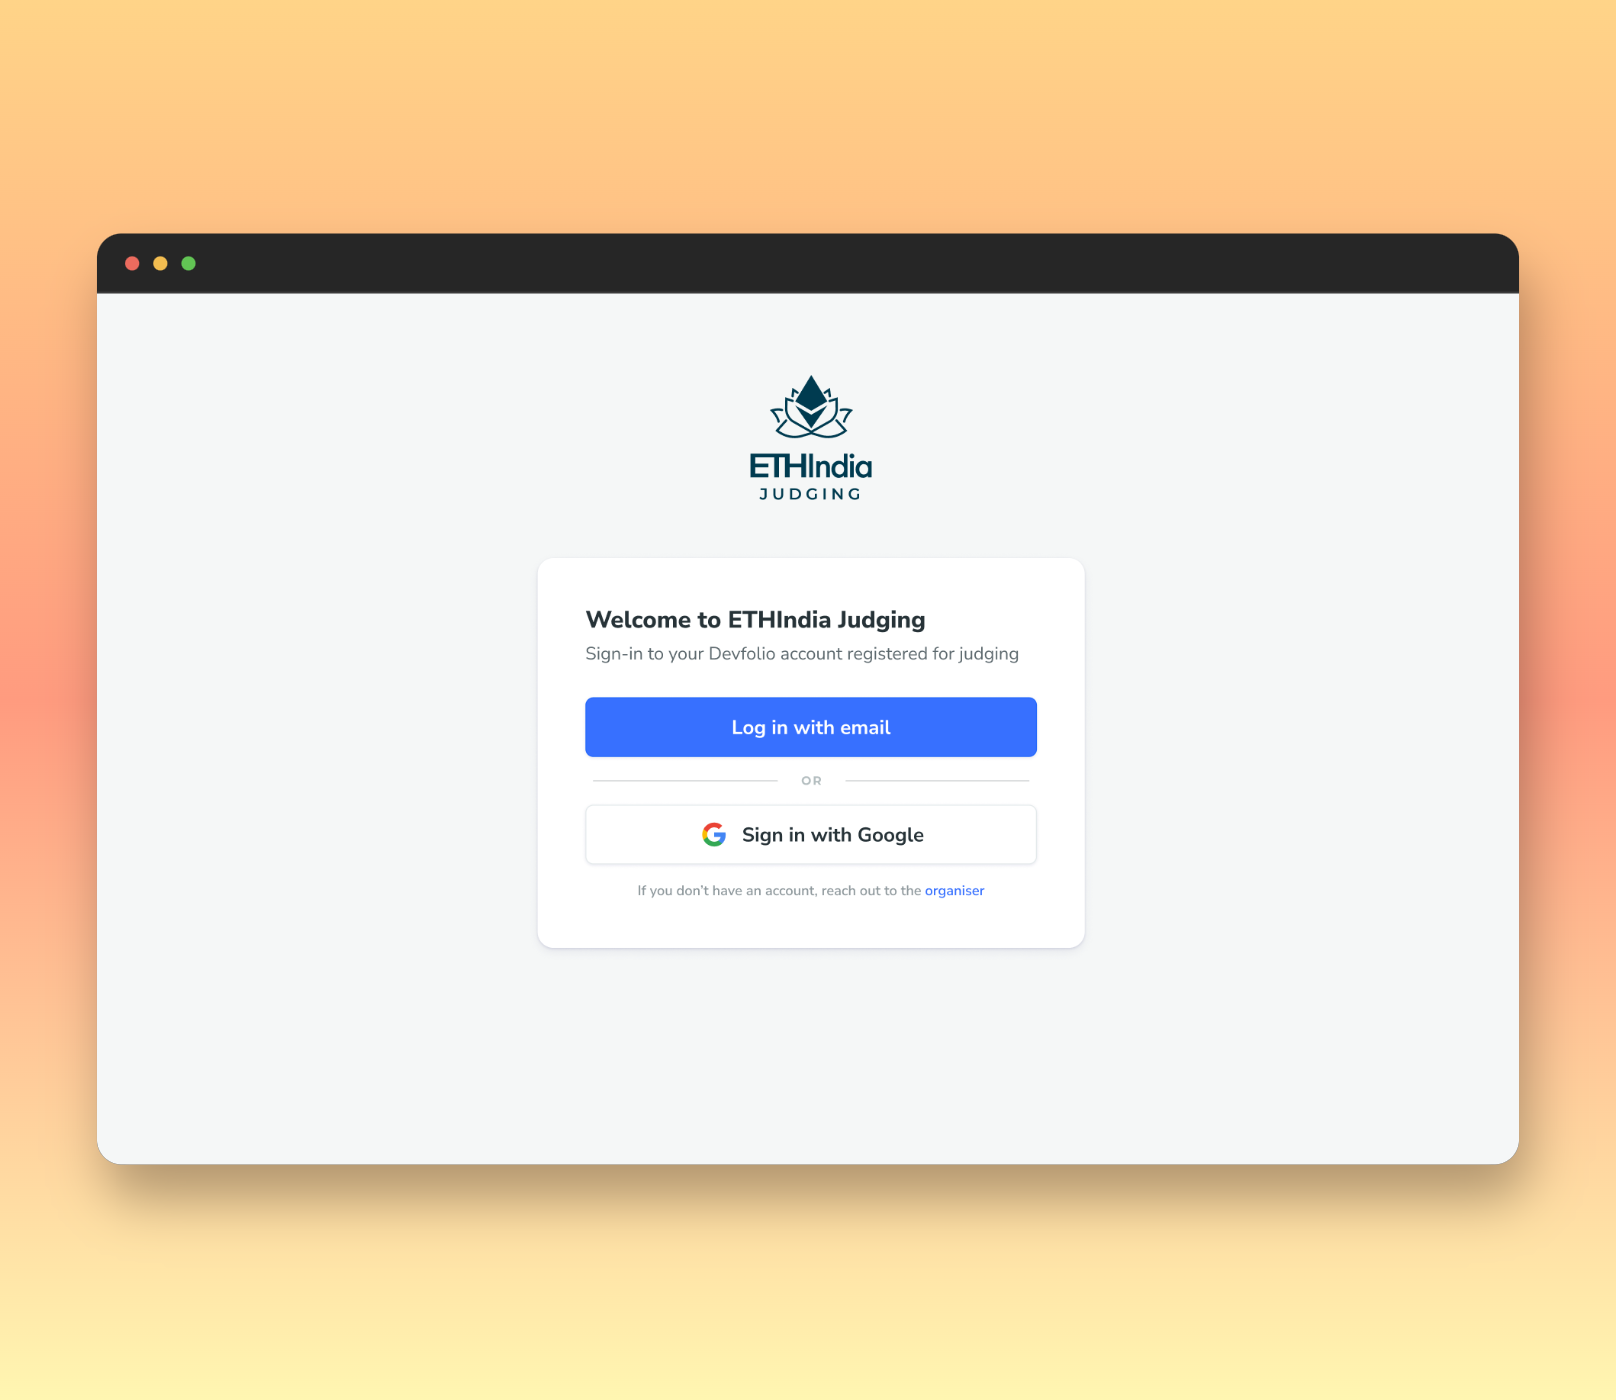 ETHIndia
JUDGING
Welcome to ETHIndia Judging
Sign-in to your Devfolio account registered for judging
Log in with email
OR
Sign in with Google
If you don't have an account, reach out to the organiser